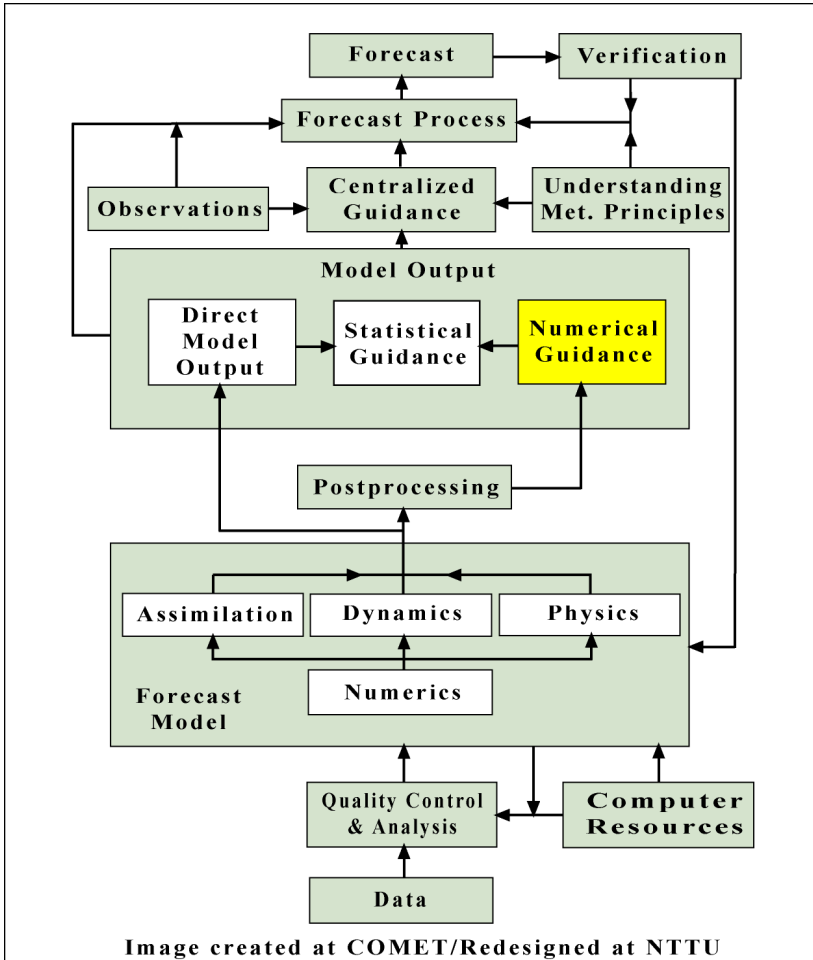 Forecast
Verification
Forecast Process
Observations
Centralized
Guidance
Understanding
Met. Principles
Model Output
Direct
Model
Output
Statistical
Guidance
Numerical
Guidance
Postprocessing
Assimilation
Dynamics
Physics
Numerics
Forecast
Model
Quality Control
& Analysis
Computer
Resources
Data
Image created at COMET/Redesigned at NTTU